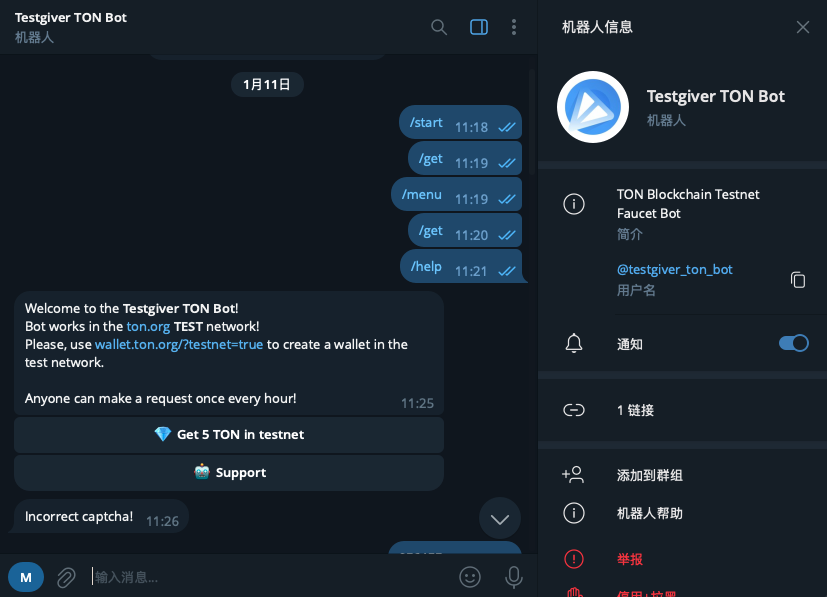 Testgiver TON Bot
机器人
1月11日
/start 11:18
/get 11:19
/menu 11:19
/get 11:20
/help 11:21
Welcome to the Testgiver TON Bot!
Bot works in the ton.org TEST network!
Please, use wallet.ton.org/?testnet=true to create a wallet in the
test network.
Anyone can make a request once every hour!
11:25
Get 5 TON in testnet
Support
Incorrect captcha! 11:26
M
输入消息...
机器人信息
Testgiver TON Bot
机器人
TON Blockchain Testnet
Faucet Bot
简介
@testgiver_ton_bot
用户名
通知
1 链接
添加到群组
机器人帮助
举报
停用+拉黑